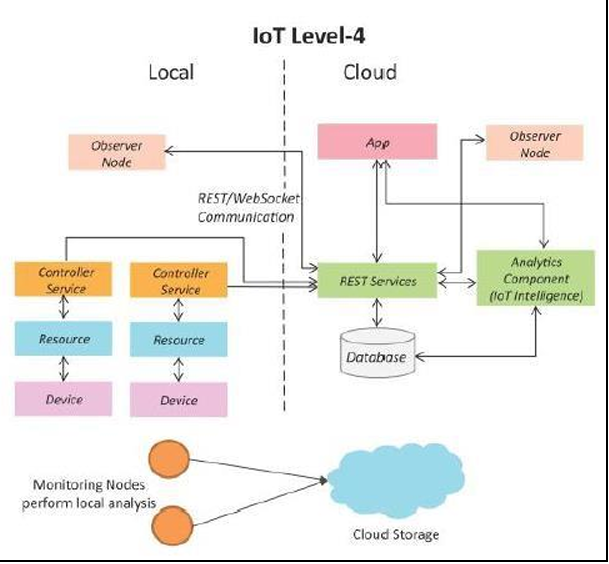 IoT Level-4
Local
Cloud
Observer
Node
App
Observer
Node
REST/WebSocket
Communication
Controller
Service
Controller
Service
REST Services
Analytics
Component
(IoT Intelligence)
Resource
Resource
Database
Device
Device
Monitoring Nodes
perform local analysis
Cloud Storage